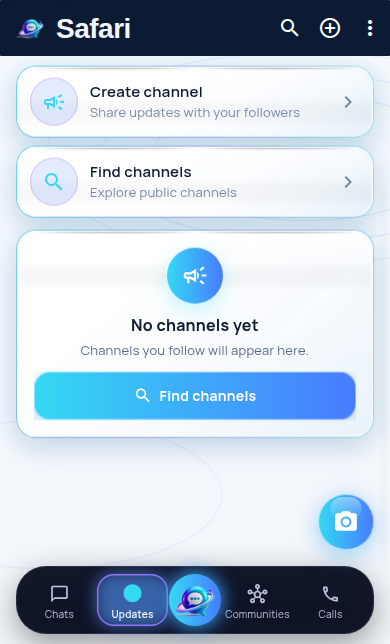 Safari
Create channel
Share updates with your followers
Find channels
Explore public channels
No channels yet
Channels you follow will appear here.
Find channels
Chats
Updates
Communities
Calls